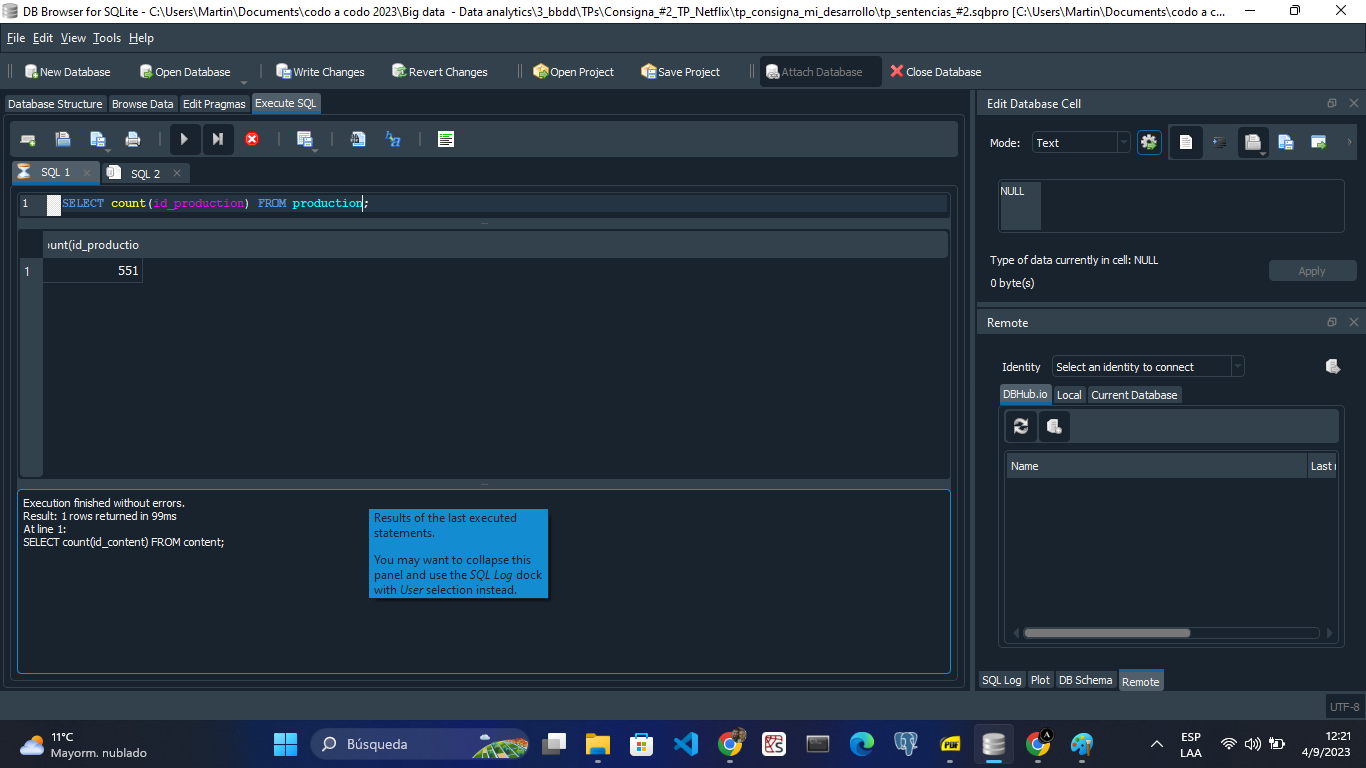 DB Browser for SQLite - C:\Users\Martin\Documents\codo a codo 2023\Big data  - Data analytics\3_bbdd\TPs\Consigna_#2_TP_Netflix\tp_consigna_mi_desarrollo\tp_sentencias_#2.sqbpro [C:\Users\Martin\Documents\codo a c...
File Edit View Tools Help
New Database Open Database Write Changes Revert Changes Open Project Save Project Attach Database Close Database
Database Structure Browse Data Edit Pragmas Execute SQL
SQL 1 SQL 2
1 SELECT count(id_production) FROM production;
ount(id_productio
1 551
Execution finished without errors.
Result: 1 rows returned in 99ms
At line 1:
SELECT count(id_content) FROM content;
Results of the last executed
statements.
You may want to collapse this
panel and use the SQL Log dock
with User selection instead.
Edit Database Cell
Mode: Text
NULL
Type of data currently in cell: NULL
0 byte(s)
Apply
Remote
Identity Select an identity to connect
DBHub.io Local Current Database
Name Last
SQL Log Plot DB Schema Remote
UTF-8
11°C
Mayorm. nublado
Búsqueda
PDF
A
ESP
LAA
12:21
4/9/2023